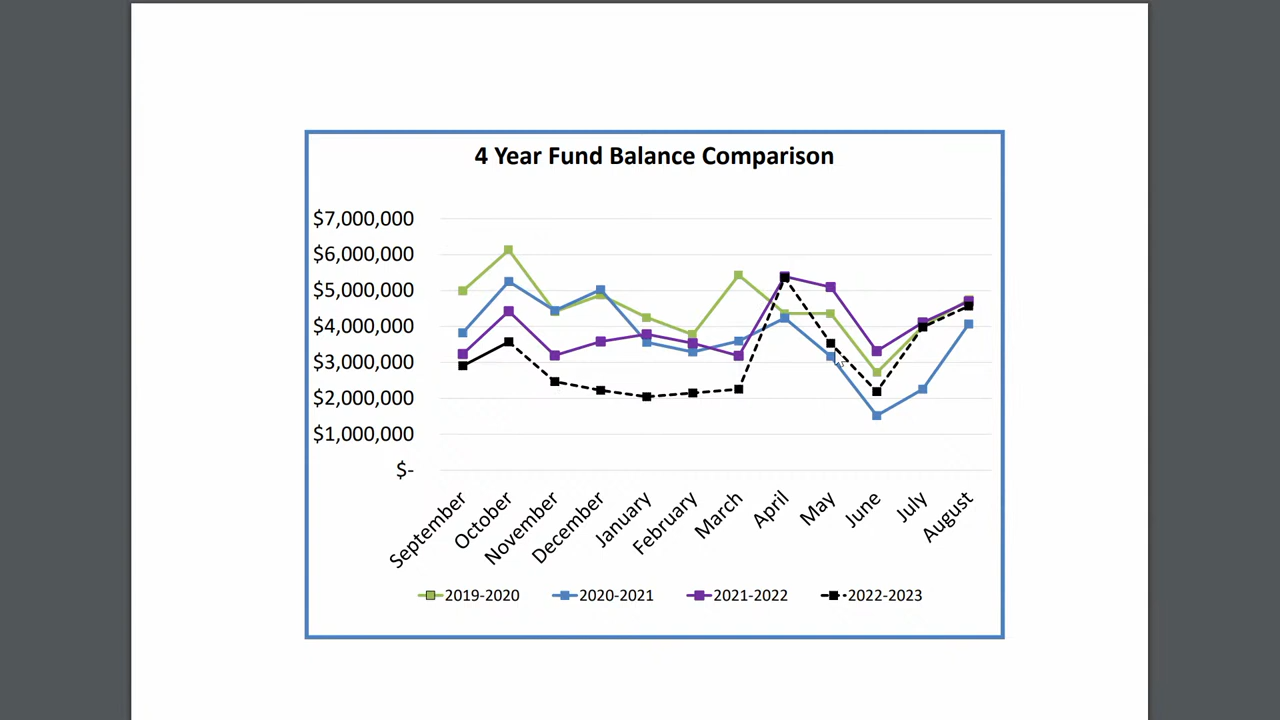 4 Year Fund Balance Comparison
$7,000,000
$6,000,000
$5,000,000
$4,000,000
$3,000,000
$2,000,000
$1,000,000
$-
September
October
November
December
January
February
March
April
May
June
July
August
2019-2020
2020-2021
2021-2022
2022-2023